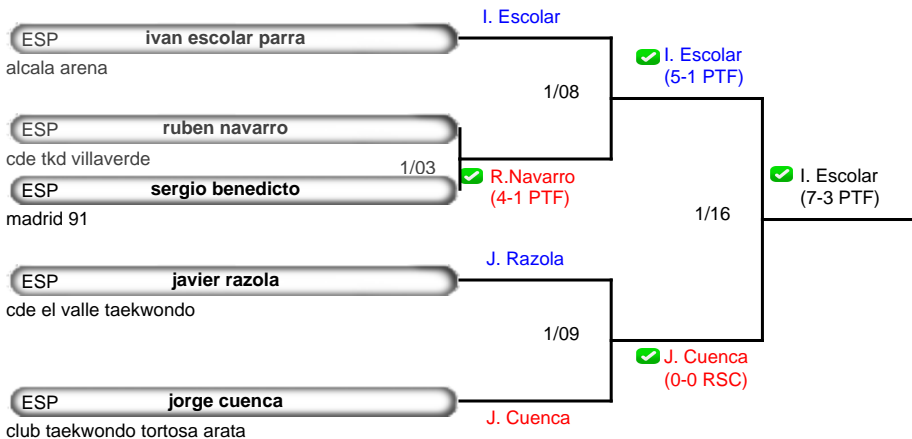 I. Escolar
ESP ivan escolar parra
alcala arena
1/08
I. Escolar
(5-1 PTF)
ESP ruben navarro
cde tkd villaverde
1/03
R.Navarro
(4-1 PTF)
ESP sergio benedicto
madrid 91
1/16
I. Escolar
(7-3 PTF)
J. Razola
ESP javier razola
cde el valle taekwondo
1/09
J. Cuenca
(0-0 RSC)
ESP jorge cuenca
J. Cuenca
club taekwondo tortosa arata